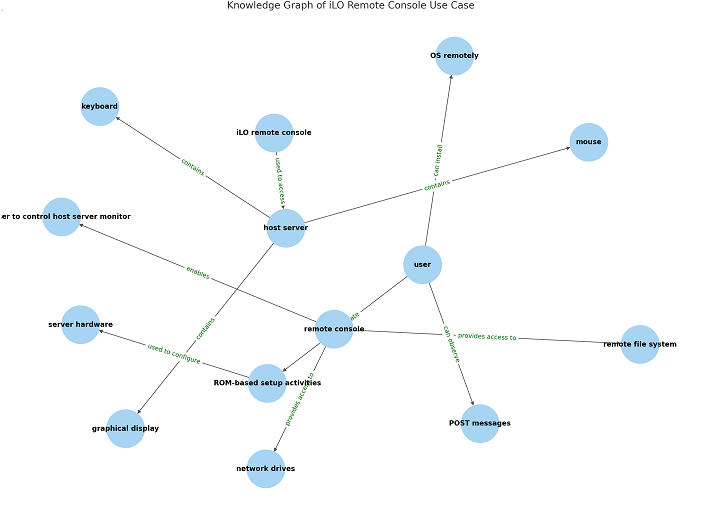 Knowledge Graph of iLO Remote Console Use Case
OS remotely
keyboard
iLO remote console
mouse
can install
contains
used to access
contains
er to control host server monitor
host server
user
enables
contains
server hardware
remote console
can observe
provides access to
remote file system
used to configure
ROM-based setup activities
provides access to
graphical display
POST messages
network drives